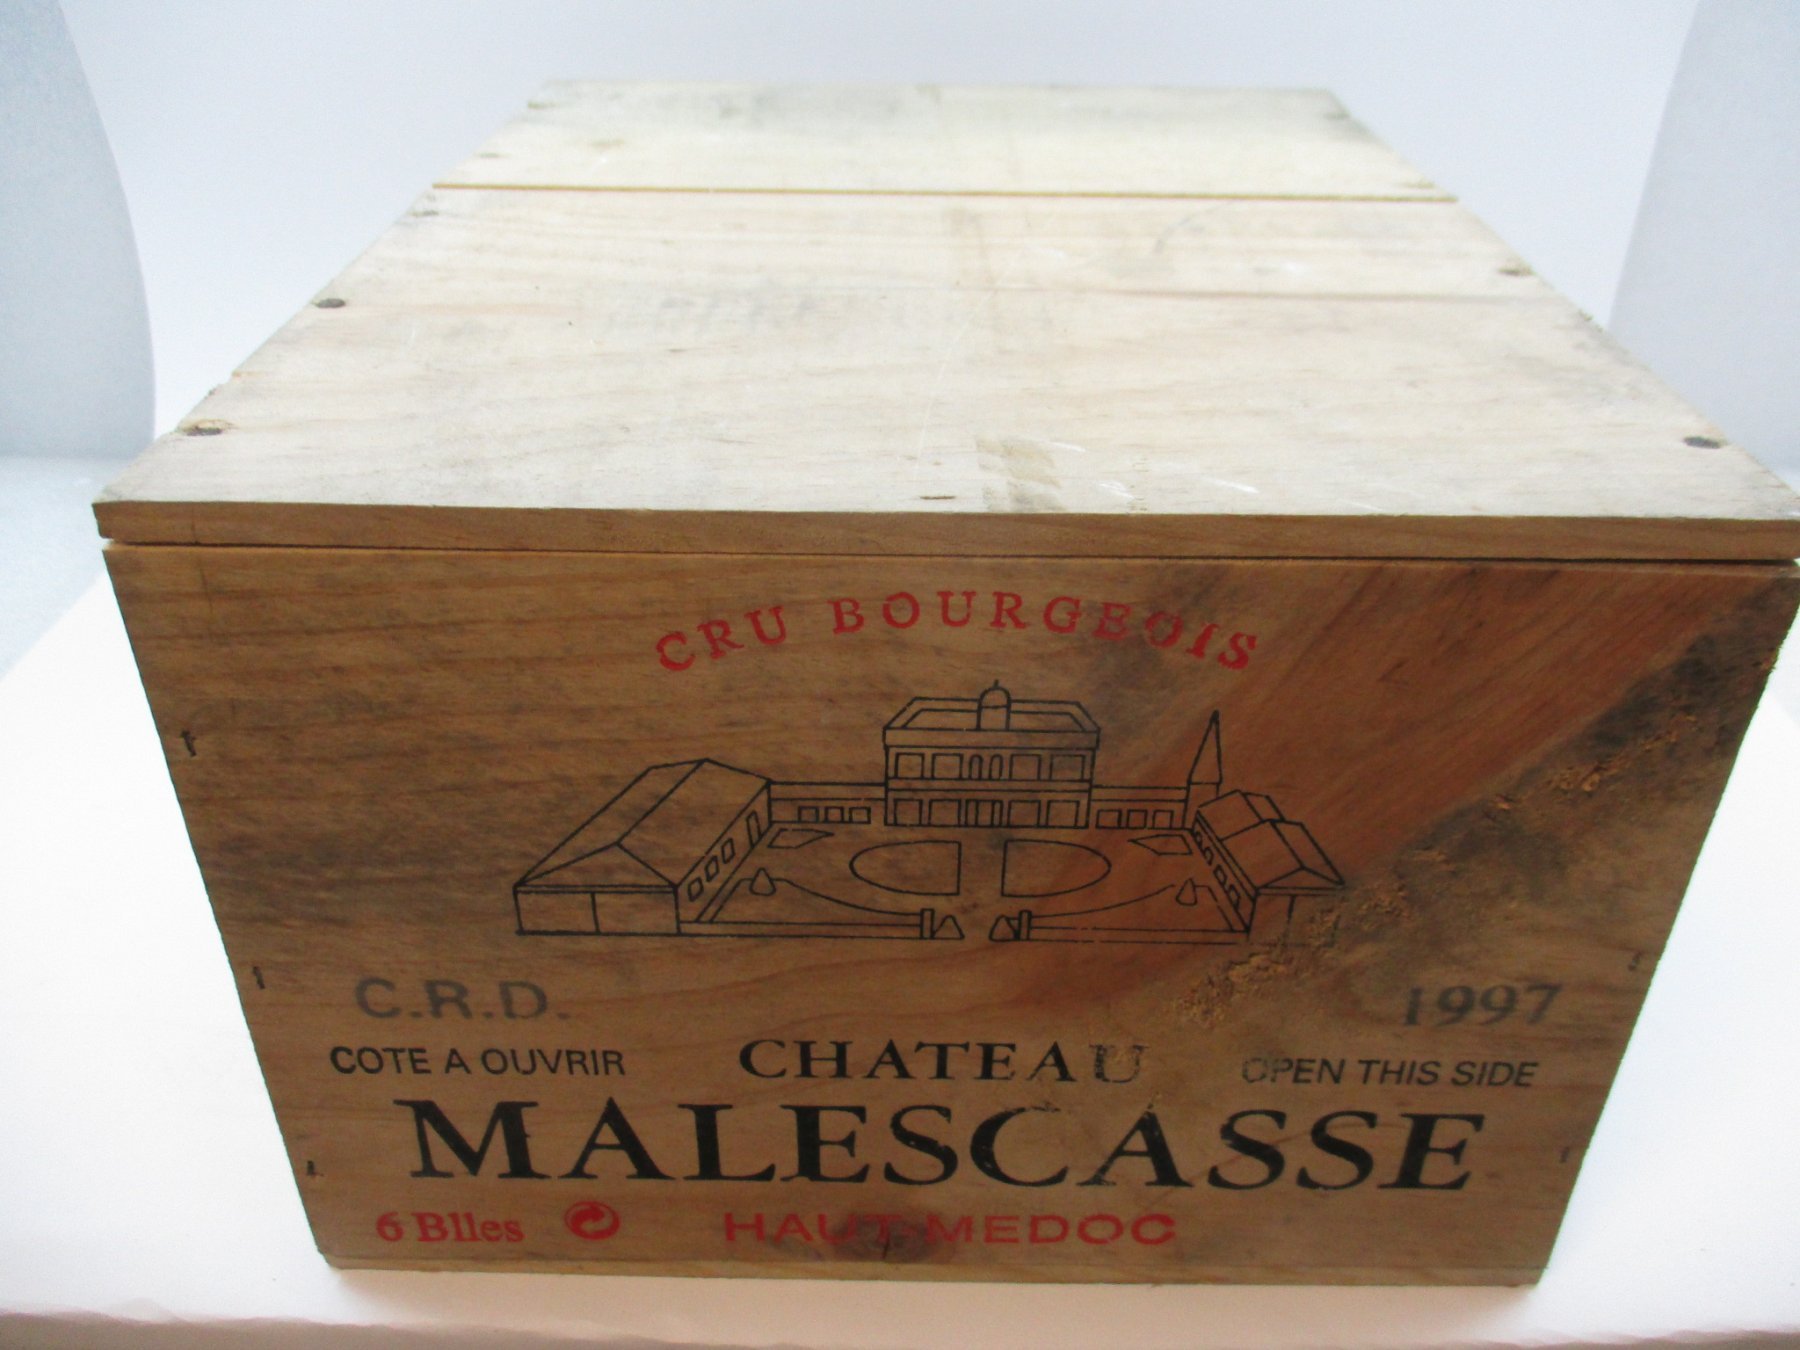 CRU BOURGEOIS
C.R.D. 1997
COTE A OUVRIR CHATEAU OPEN THIS SIDE
MALESCASSE
6 Blles HAUT-MEDOC